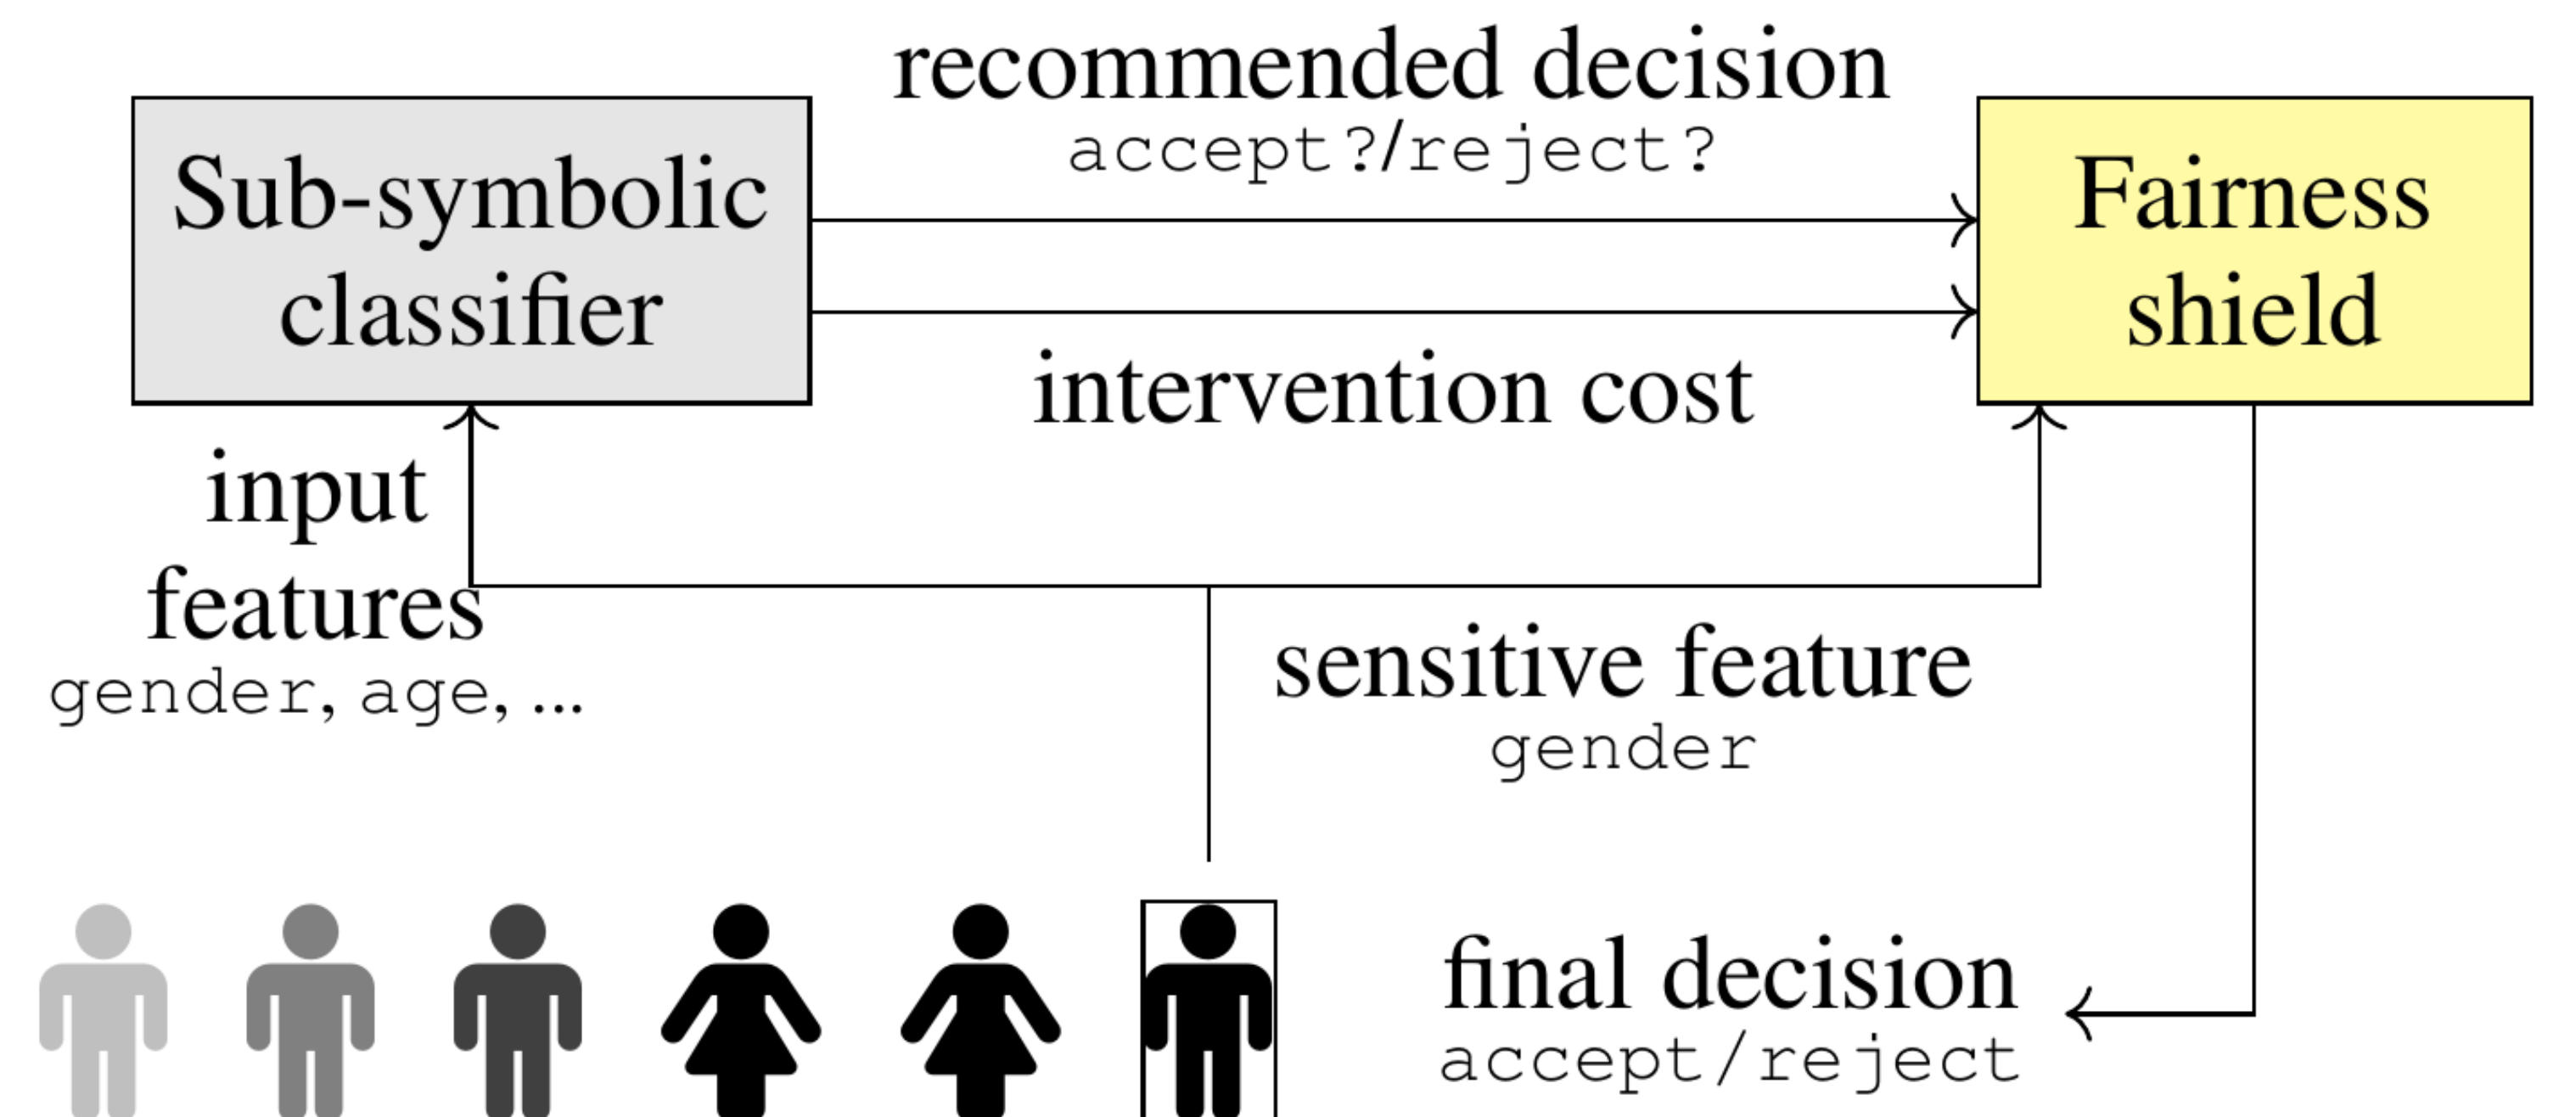 recommended decision
accept?/reject?
Sub-symbolic
classifier
Fairness
shield
intervention cost
input
features
gender, age, ...
sensitive feature
gender
final decision
accept/reject